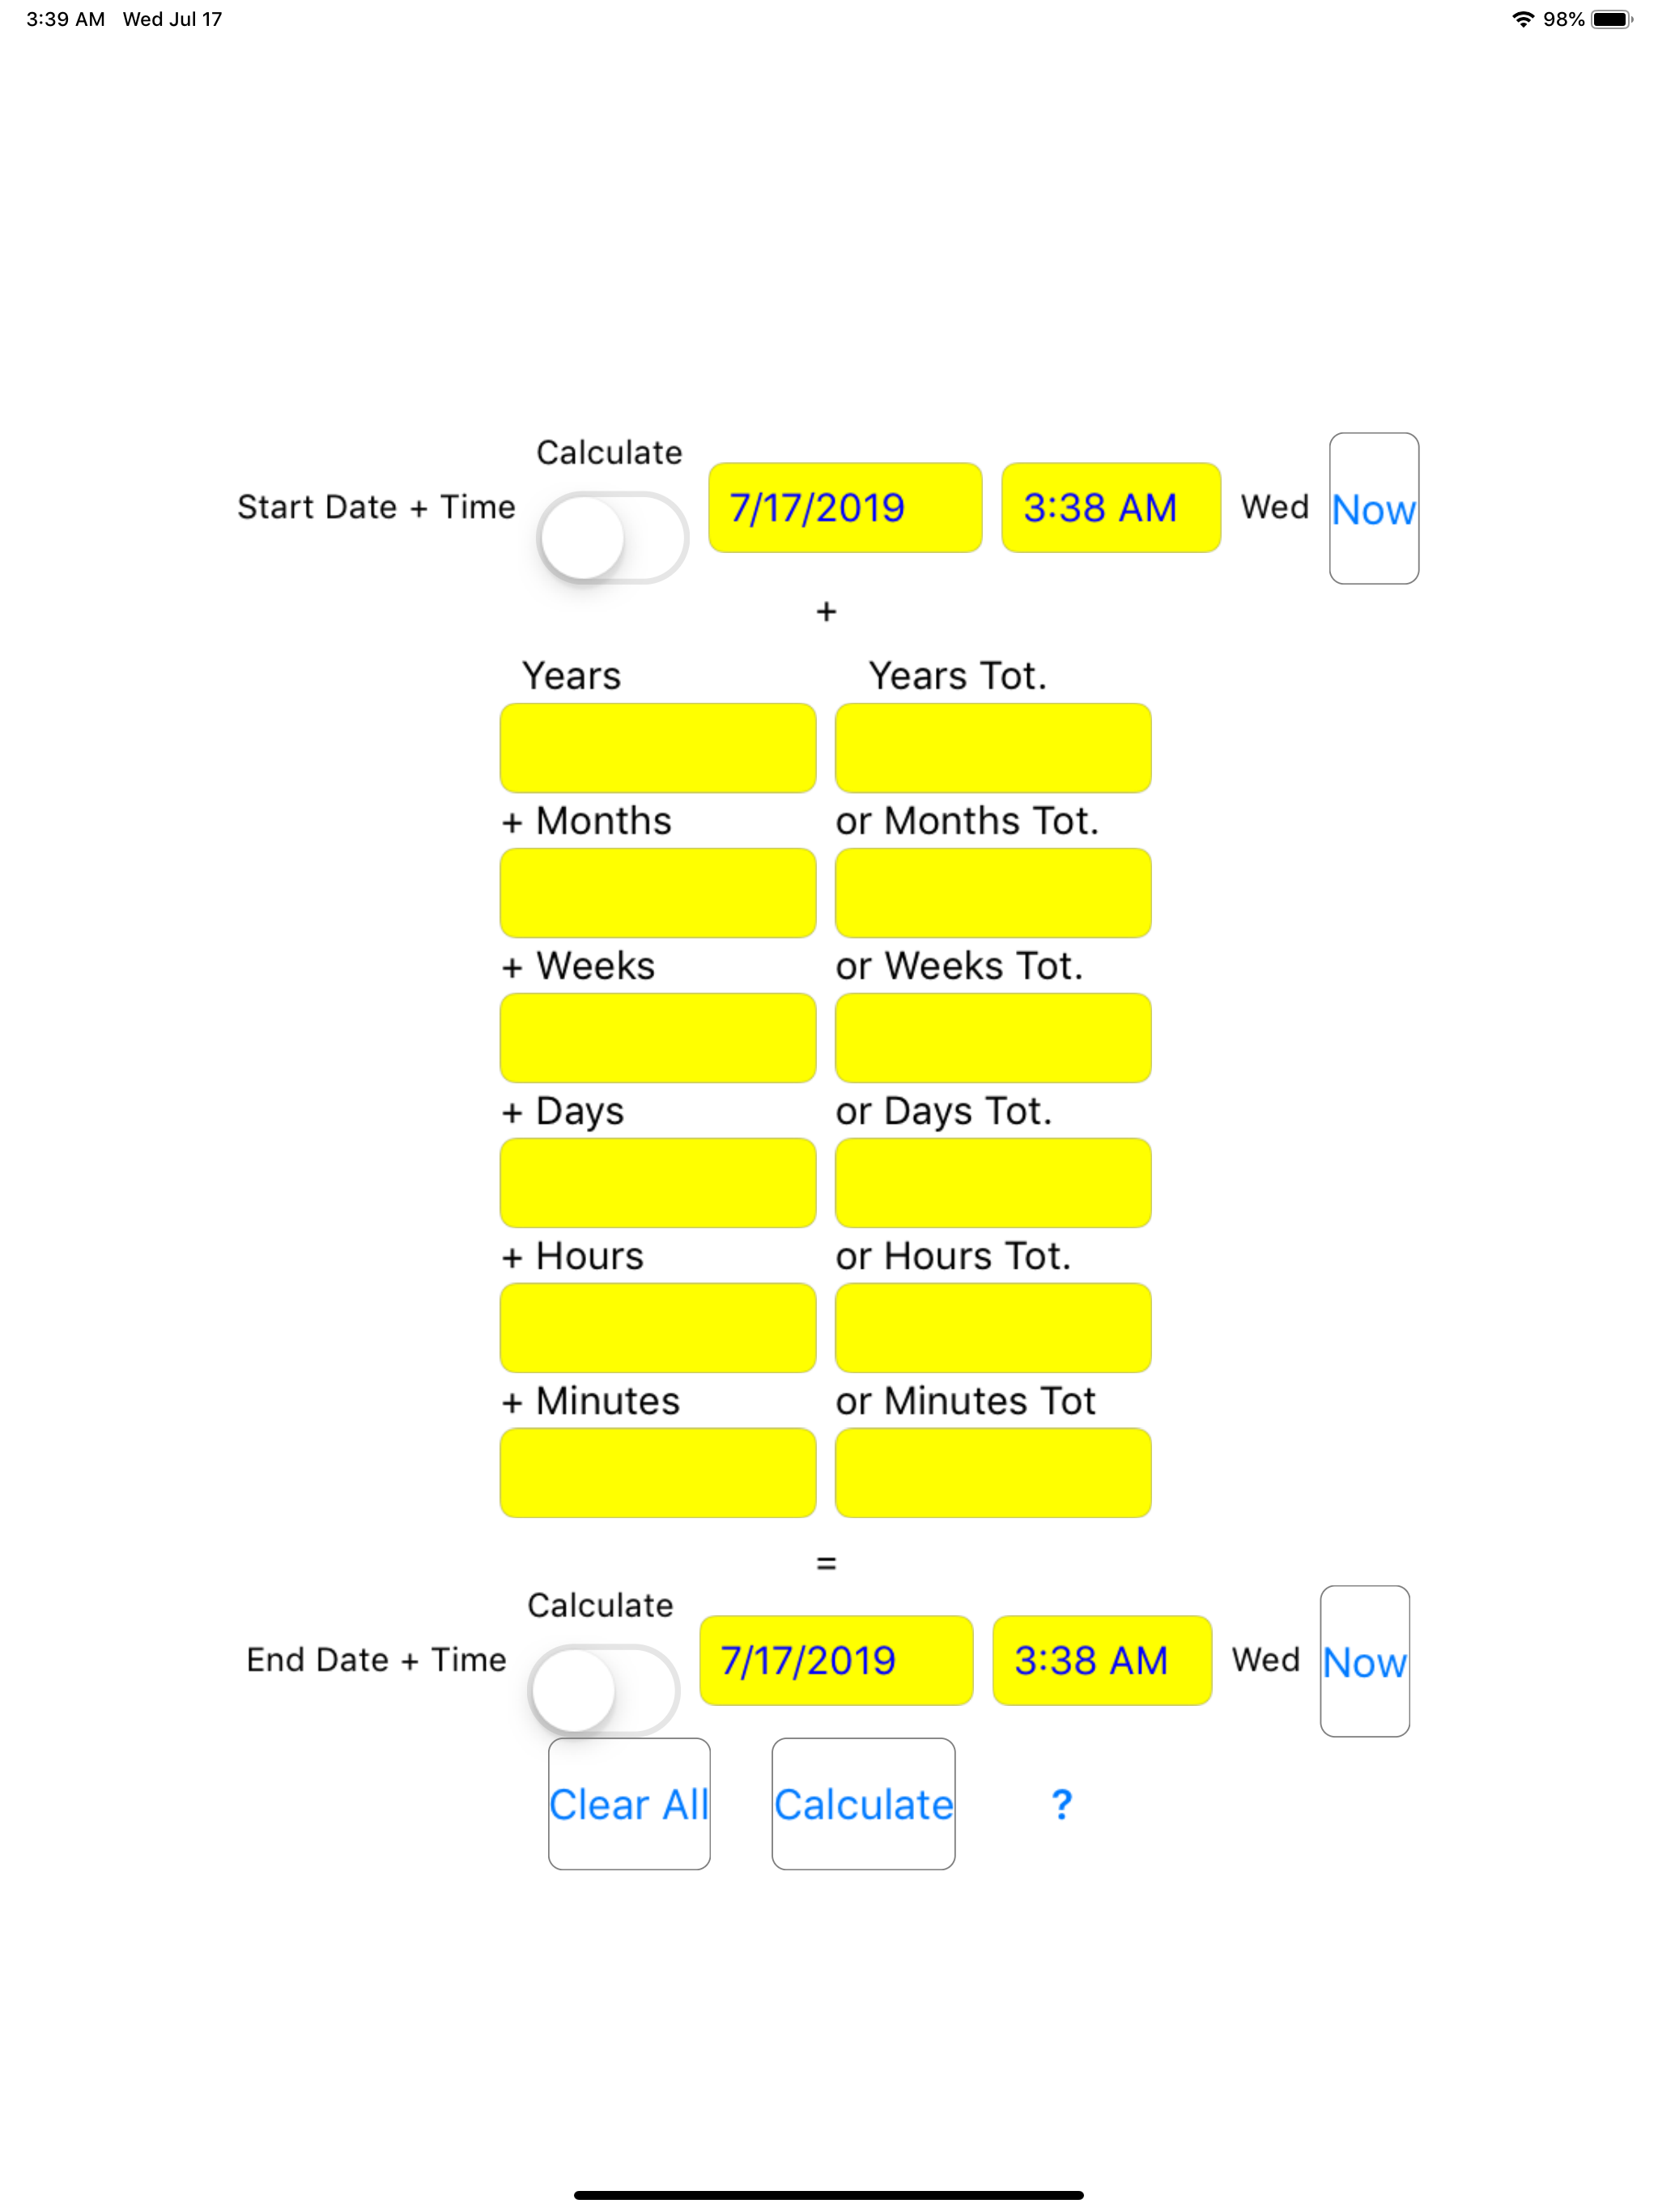 3:39 AM Wed Jul 17 98%
Calculate
Start Date + Time 7/17/2019 3:38 AM Wed Now
+
Years Years Tot.
+ Months or Months Tot.
+ Weeks or Weeks Tot.
+ Days or Days Tot.
+ Hours or Hours Tot.
+ Minutes or Minutes Tot
=
Calculate
End Date + Time 7/17/2019 3:38 AM Wed Now
Clear All Calculate ?